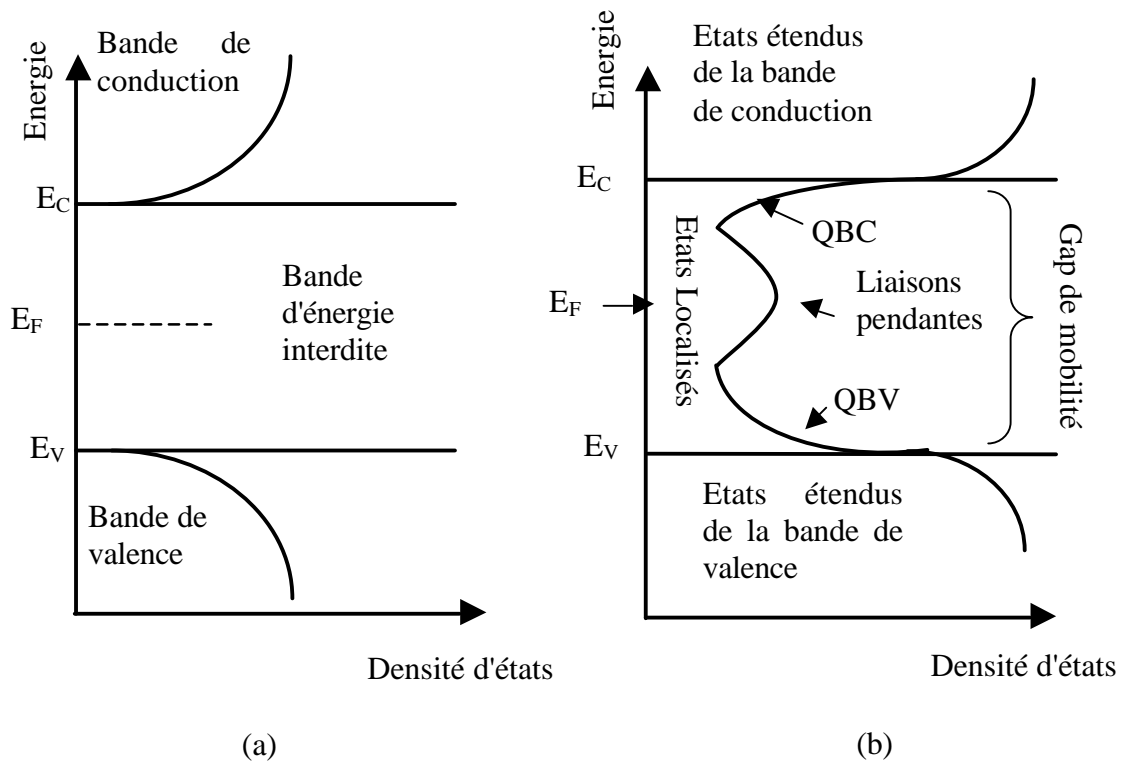 Energie
Bande de
conduction
E_C
Bande
d'énergie
interdite
E_F
E_V
Bande de
valence
Densité d'états
(a)
Energie
Etats étendus
de la bande
de conduction
E_C
QBC
Etats Localisés
Gap de mobilité
E_F
Liaisons
pendantes
QBV
E_V
Etats étendus
de la bande de
valence
Densité d'états
(b)